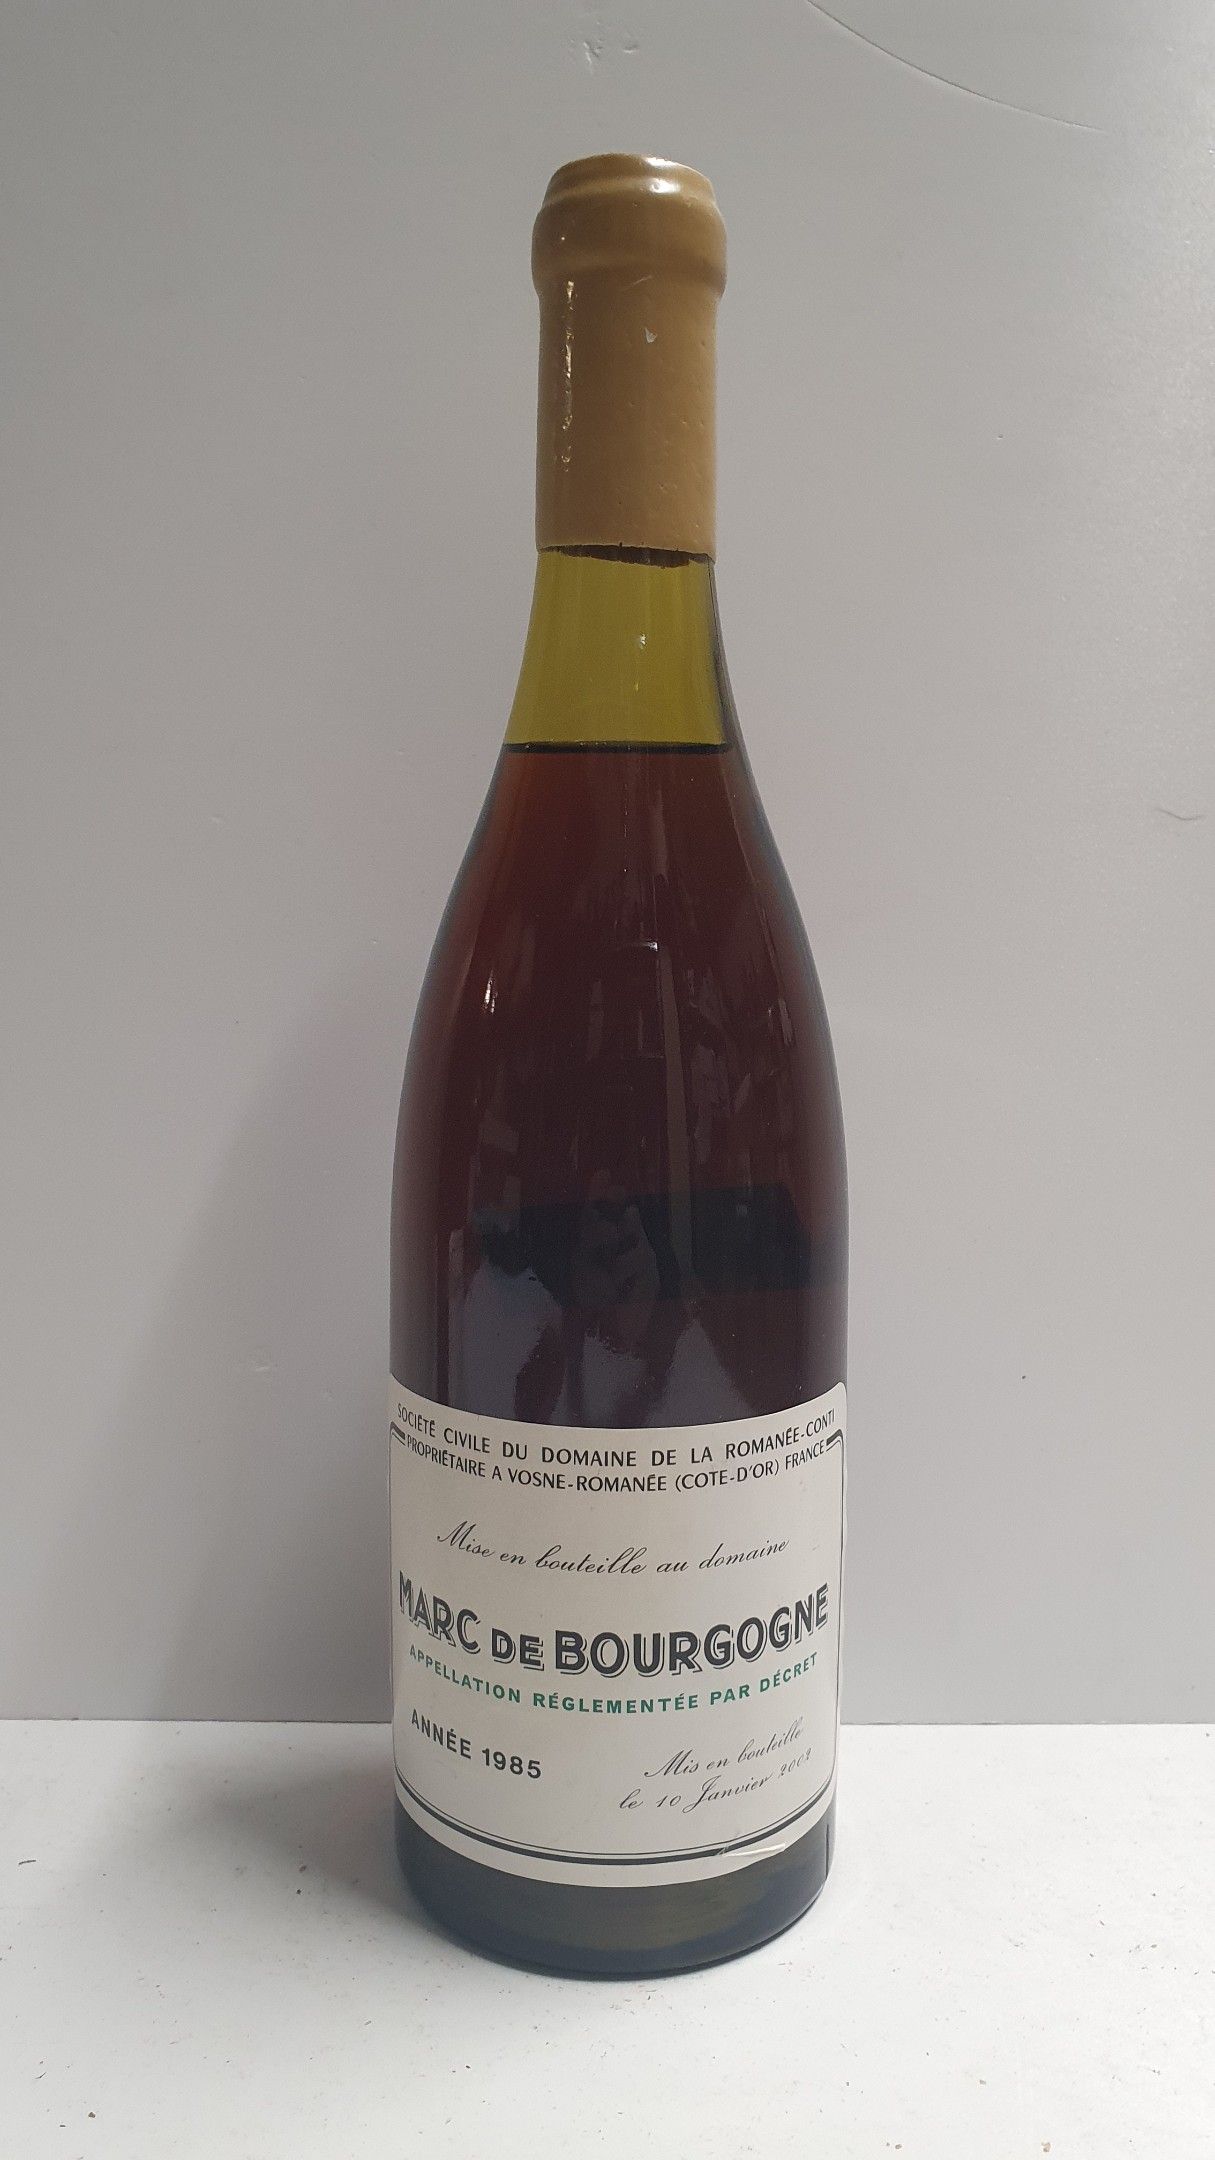 SOCIÉTÉ CIVILE DU DOMAINE DE LA ROMANÉE-CONTI
PROPRIÉTAIRE A VOSNE-ROMANÉE (COTE-D'OR) FRANCE
Mise en bouteille au domaine
MARC DE BOURGOGNE
APPELLATION RÉGLEMENTÉE PAR DÉCRET
ANNÉE 1985
Mis en bouteille
le 10 Janvier 2002